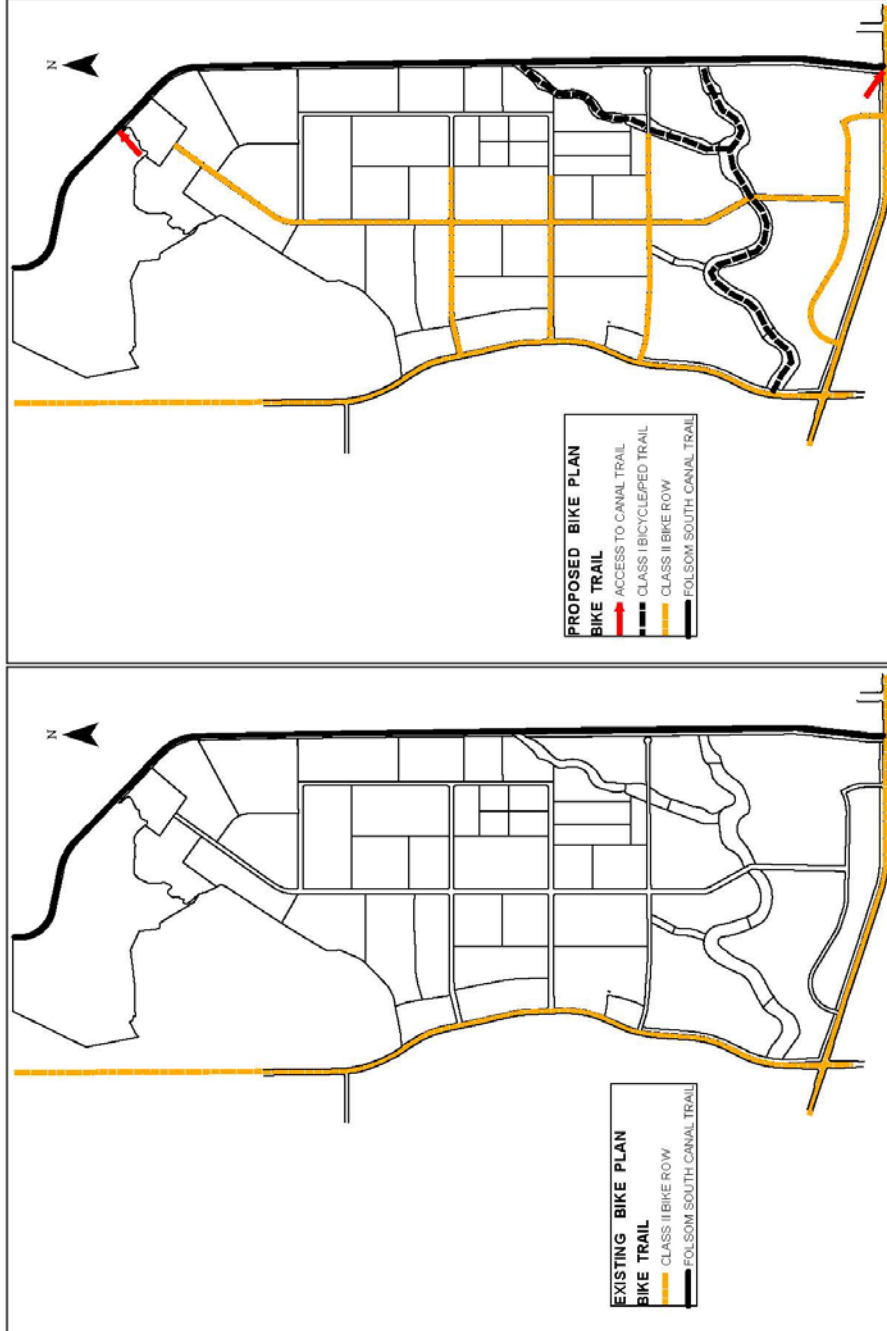 N
PROPOSED BIKE PLAN
BIKE TRAIL
ACCESS TO CANAL TRAIL
CLASS I BICYCLE/PED TRAIL
CLASS II BIKE ROW
FOLSOM SOUTH CANAL TRAIL
N
EXISTING BIKE PLAN
BIKE TRAIL
CLASS II BIKE ROW
FOLSOM SOUTH CANAL TRAIL